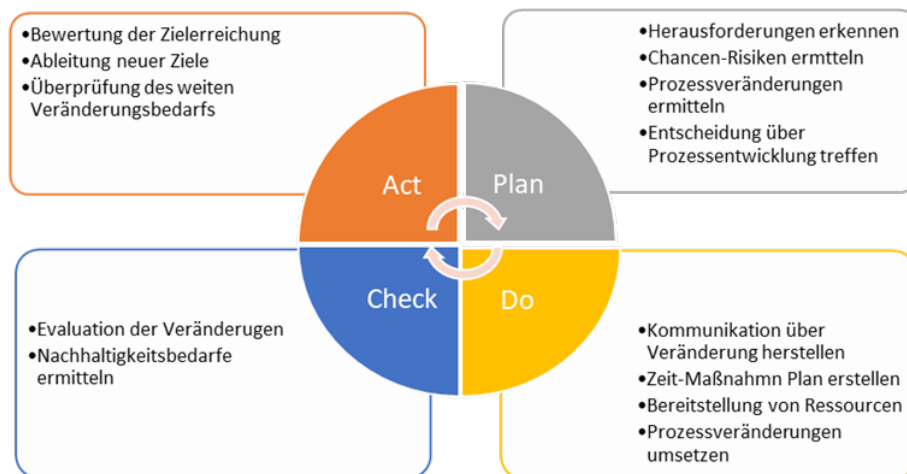 •Bewertung der Zielerreichung
•Ableitung neuer Ziele
•Überprüfung des weiten
Veränderungsbedarfs
•Herausforderungen erkennen
•Chancen-Risiken ermtteln
•Prozessveränderungen
ermitteln
•Entscheidung über
Prozessentwicklung treffen
Act
Plan
Check
Do
•Evaluation der Veränderugen
•Nachhaltigkeitsbedarfe
ermitteln
•Kommunikation über
Veränderung herstellen
•Zeit-Maßnahmn Plan erstellen
•Bereitstellung von Ressourcen
•Prozessveränderungen
umsetzen